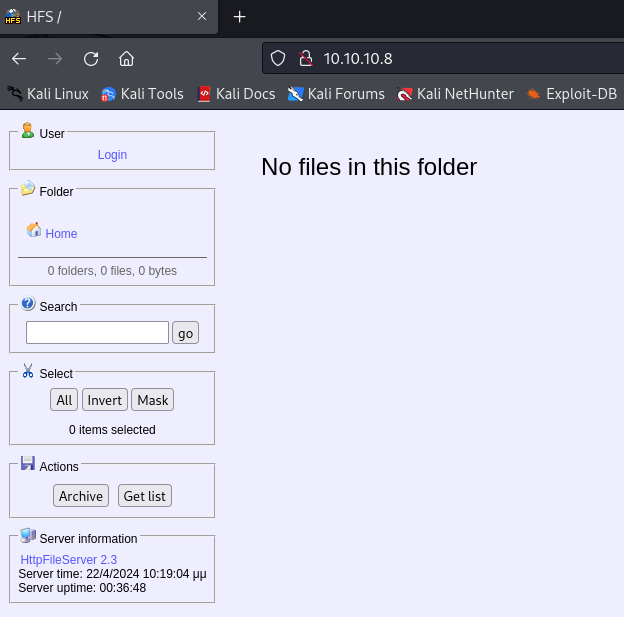 HFS /
10.10.10.8
Kali Linux Kali Tools Kali Docs Kali Forums Kali NetHunter Exploit-DB
User
Login
Folder
Home
0 folders, 0 files, 0 bytes
Search
go
Select
All Invert Mask
0 items selected
Actions
Archive Get list
Server information
HttpFileServer 2.3
Server time: 22/4/2024 10:19:04 μμ
Server uptime: 00:36:48
No files in this folder